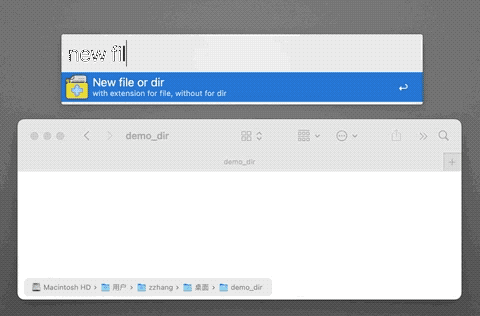 new fil
New file or dir
with extension for file, without for dir
demo_dir
demo_dir
Macintosh HD › 用户 › zzhang › 桌面 › demo_dir